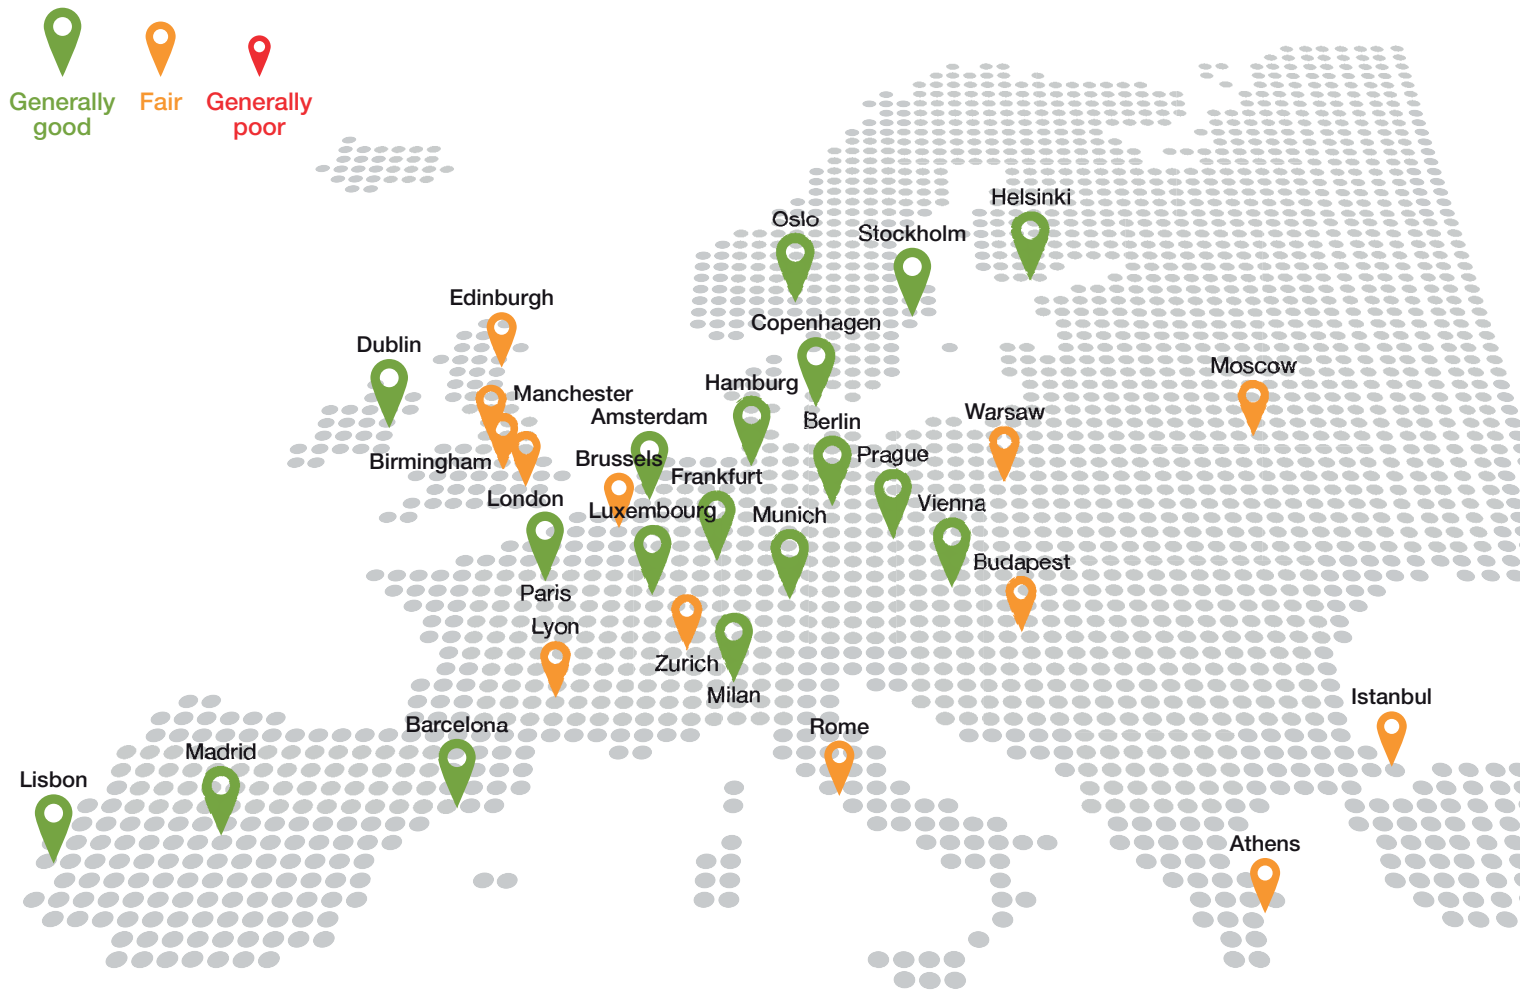 Generally
good
Fair
Generally
poor
Helsinki
Oslo
Stockholm
Edinburgh
Copenhagen
Dublin
Moscow
Hamburg
Manchester
Warsaw
Amsterdam
Berlin
Prague
Birmingham
Brussels
Frankfurt
London
Vienna
Luxembourg
Munich
Budapest
Paris
Lyon
Zurich
Milan
Istanbul
Barcelona
Rome
Madrid
Lisbon
Athens